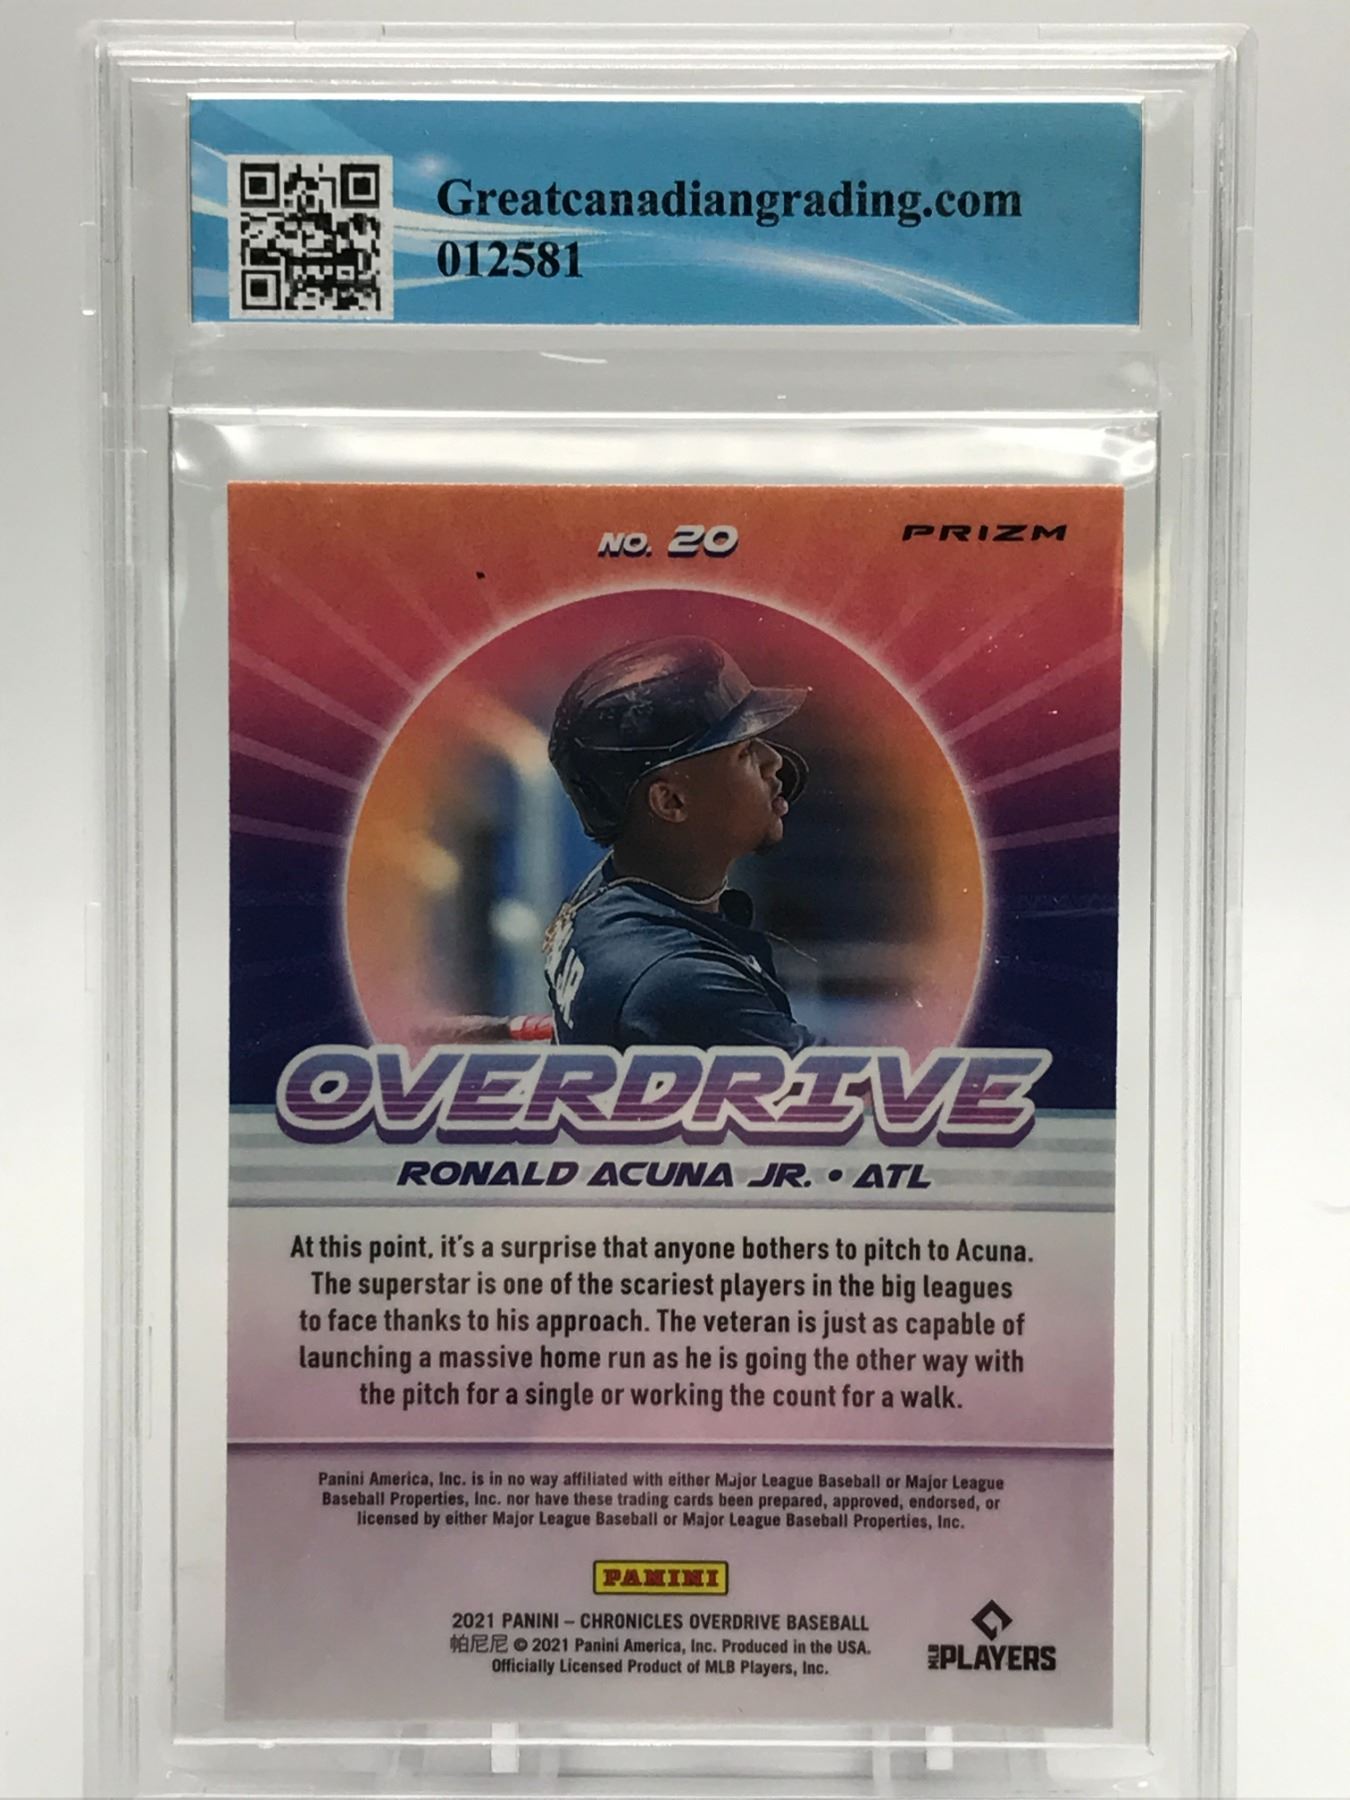 Greatcanadiangrading.com
012581
NO. 20
PRIZM
JR.
OVERDRIVE
RONALD ACUNA JR. • ATL
At this point, it's a surprise that anyone bothers to pitch to Acuna.
The superstar is one of the scariest players in the big leagues
to face thanks to his approach. The veteran is just as capable of
launching a massive home run as he is going the other way with
the pitch for a single or working the count for a walk.
Panini America, Inc. is in no way affiliated with either Major League Baseball or Major League
Baseball Properties, Inc. nor have these trading cards been prepared, approved, endorsed, or
licensed by either Major League Baseball or Major League Baseball Properties, Inc.
PANINI
2021 PANINI – CHRONICLES OVERDRIVE BASEBALL
帕尼尼 © 2021 Panini America, Inc. Produced in the USA.
Officially Licensed Product of MLB Players, Inc.
MLB PLAYERS